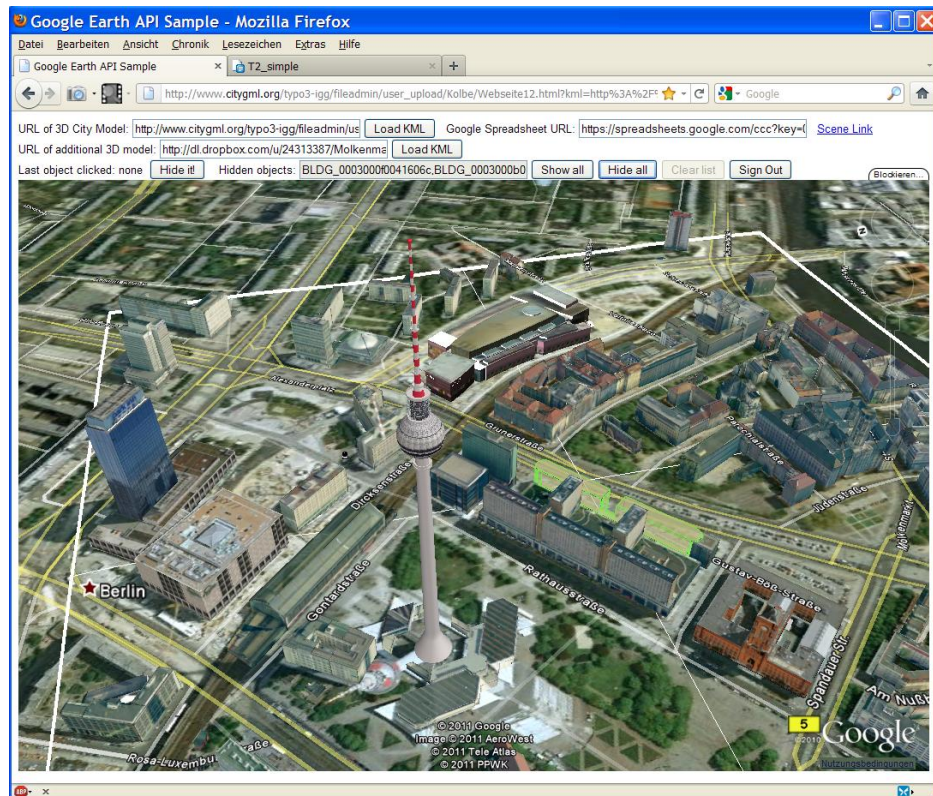 Google Earth API Sample - Mozilla Firefox
Datei Bearbeiten Ansicht Chronik Lesezeichen Extras Hilfe
Google Earth API Sample × T2_simple × +
http://www.citygml.org/typo3-igg/fileadmin/user_upload/Kolbe/Webseite12.html?kml=http%3A%2F Google
URL of 3D City Model: http://www.citygml.org/typo3-igg/fileadmin/us Load KML Google Spreadsheet URL: https://spreadsheets.google.com/ccc?key= Scene Link
URL of additional 3D model: http://dl.dropbox.com/u/24313387/Molkenma Load KML
Last object clicked: none Hide it! Hidden objects: BLDG_0003000f0041606c,BLDG_0003000b0 Show all Hide all Clear list Sign Out
Blockieren...
N
Alexanderplatz
Grunerstraße
Parochialstraße
Dircksenstraße
Jüdenstraße
Molkenmarkt
Berlin
Gontardstraße
Rathausstraße
Gustav-Böß-Straße
Spandauer Str.
Am Nußb
5
Google
© 2011 Google
Image © 2011 AeroWest
© 2011 Tele Atlas
© 2011 PPWK
©2010
Nutzungsbedingungen
Rosa-Luxembu
raße
ABP
×